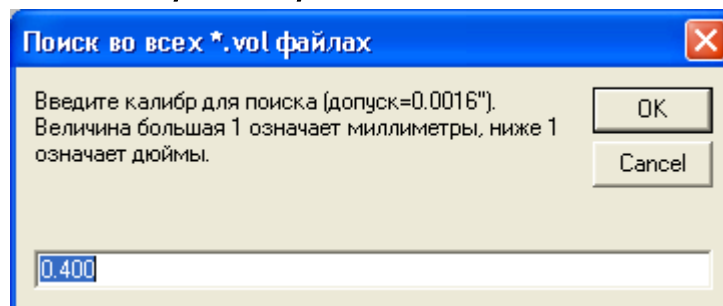 Поиск во всех *.vol файлах
Введите калибр для поиска (допуск=0.0016").
Величина большая 1 означает миллиметры, ниже 1
означает дюймы.
OK
Cancel
0.400